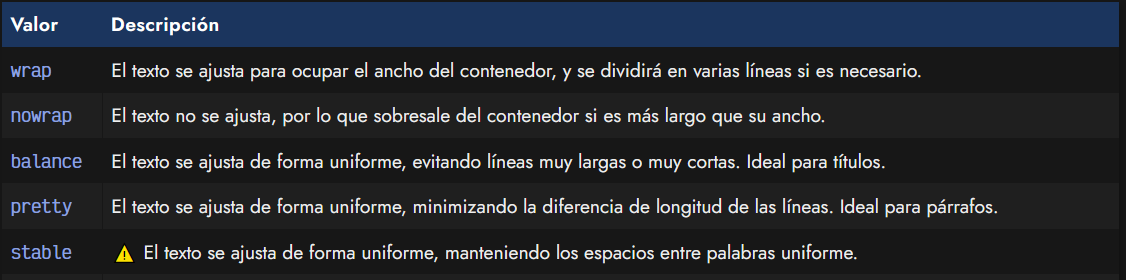 Valor Descripción
wrap El texto se ajusta para ocupar el ancho del contenedor, y se dividirá en varias líneas si es necesario.
nowrap El texto no se ajusta, por lo que sobresale del contenedor si es más largo que su ancho.
balance El texto se ajusta de forma uniforme, evitando líneas muy largas o muy cortas. Ideal para títulos.
pretty El texto se ajusta de forma uniforme, minimizando la diferencia de longitud de las líneas. Ideal para párrafos.
stable ⚠️ El texto se ajusta de forma uniforme, manteniendo los espacios entre palabras uniforme.